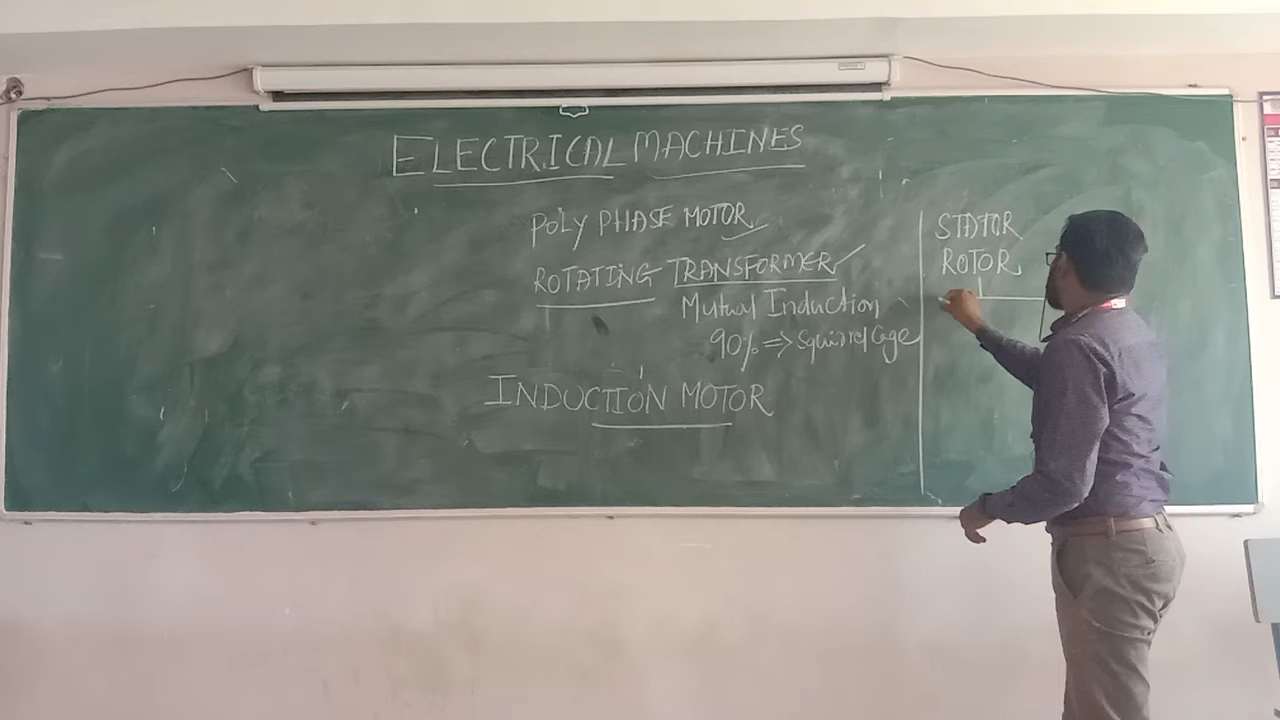 ELECTRICAL MACHINES
POLY PHASE MOTOR
ROTATING TRANSFORMER
Mutual Induction
90% => Squirrel Cage
INDUCTION MOTOR
STATOR
ROTOR